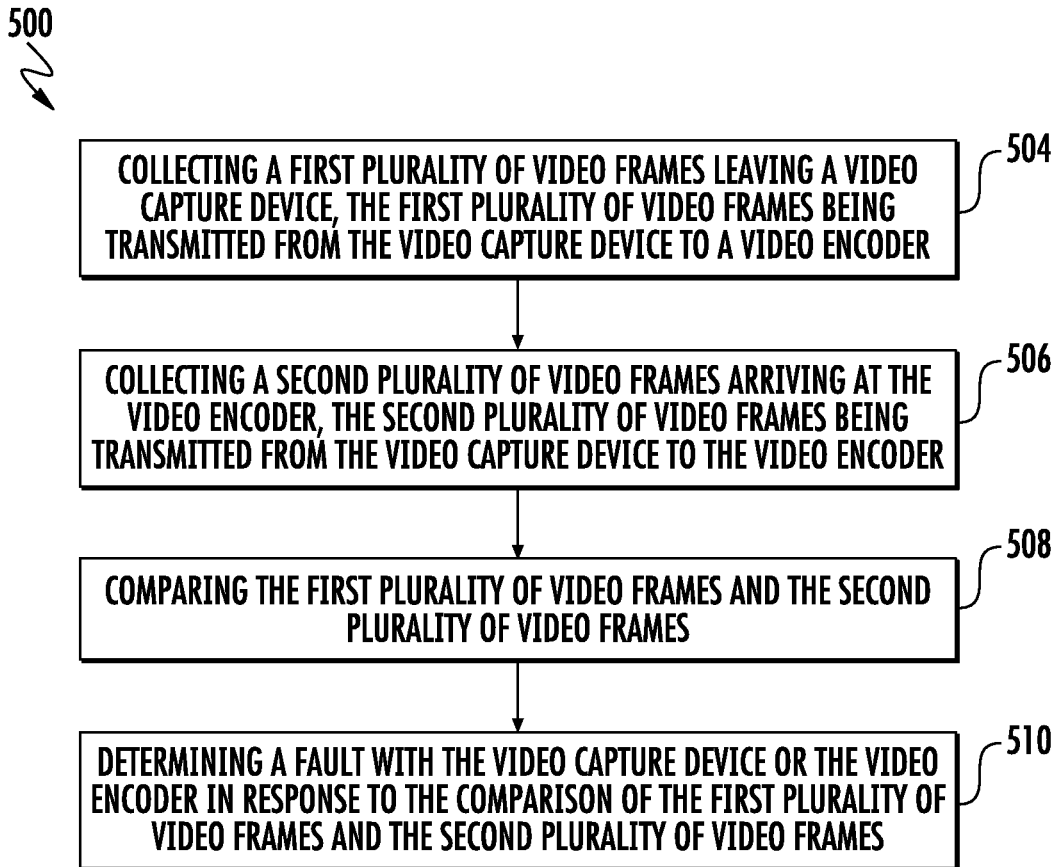 500
COLLECTING A FIRST PLURALITY OF VIDEO FRAMES LEAVING A VIDEO
CAPTURE DEVICE, THE FIRST PLURALITY OF VIDEO FRAMES BEING
TRANSMITTED FROM THE VIDEO CAPTURE DEVICE TO A VIDEO ENCODER
504
COLLECTING A SECOND PLURALITY OF VIDEO FRAMES ARRIVING AT THE
VIDEO ENCODER, THE SECOND PLURALITY OF VIDEO FRAMES BEING
TRANSMITTED FROM THE VIDEO CAPTURE DEVICE TO THE VIDEO ENCODER
506
COMPARING THE FIRST PLURALITY OF VIDEO FRAMES AND THE SECOND
PLURALITY OF VIDEO FRAMES
508
DETERMINING A FAULT WITH THE VIDEO CAPTURE DEVICE OR THE VIDEO
ENCODER IN RESPONSE TO THE COMPARISON OF THE FIRST PLURALITY OF
VIDEO FRAMES AND THE SECOND PLURALITY OF VIDEO FRAMES
510